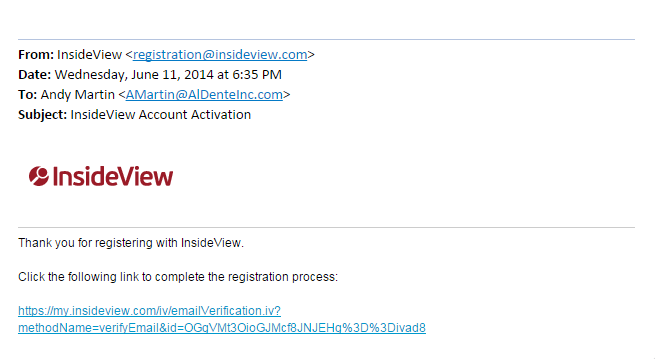 From: InsideView <registration@insideview.com>
Date: Wednesday, June 11, 2014 at 6:35 PM
To: Andy Martin <AMartin@AlDenteInc.com>
Subject: InsideView Account Activation
InsideView
Thank you for registering with InsideView.
Click the following link to complete the registration process:
https://my.insideview.com/iv/emailVerification.iv?
methodName=verifyEmail&id=OGgVMt3OioGJMcf8JNJEHg%3D%3Divad8